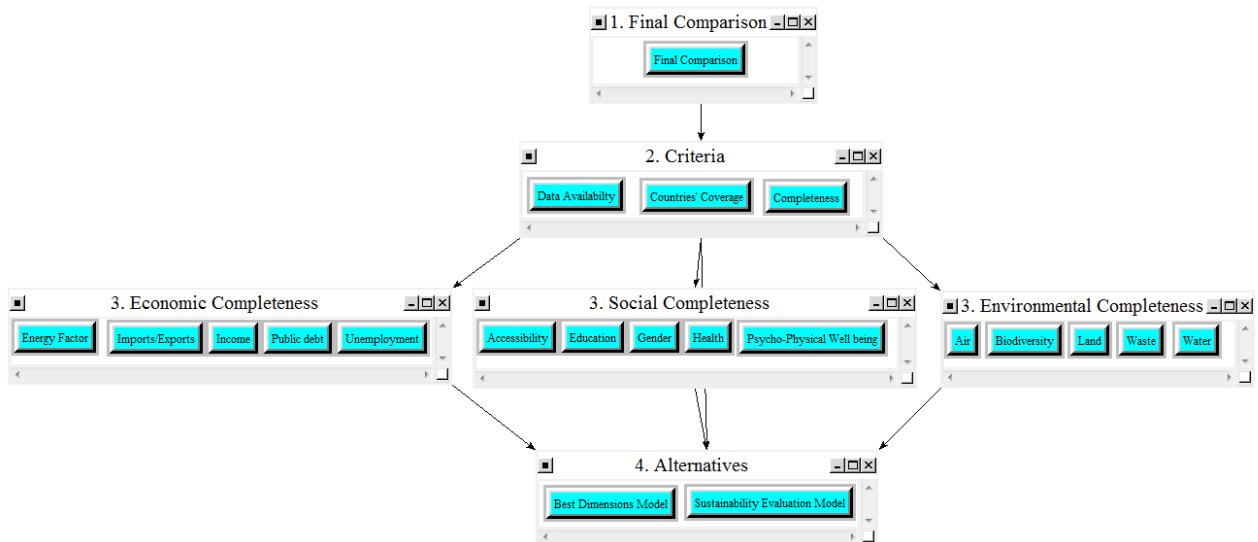 1. Final Comparison
Final Comparison
2. Criteria
Data Availabilty
Countries' Coverage
Completeness
3. Economic Completeness
Energy Factor
Imports/Exports
Income
Public debt
Unemployment
3. Social Completeness
Accessibility
Education
Gender
Health
Psycho-Physical Well being
3. Environmental Completeness
Air
Biodiversity
Land
Waste
Water
4. Alternatives
Best Dimensions Model
Sustainability Evaluation Model